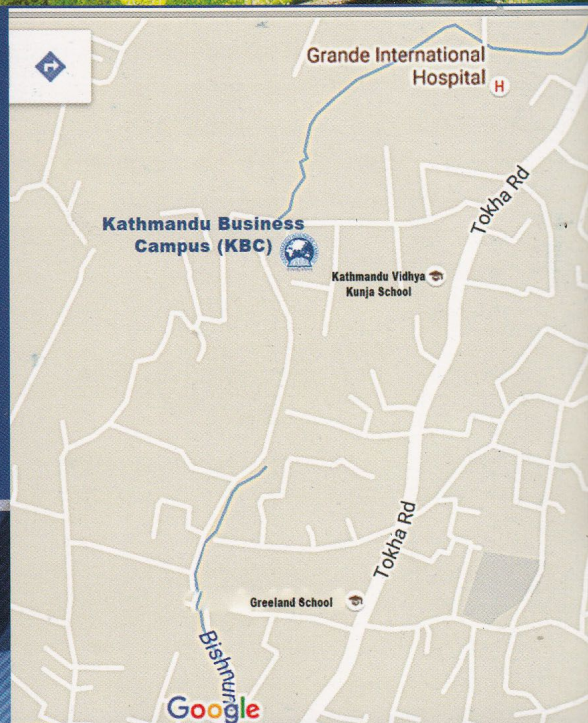 Grande International
Hospital
H
Tokha Rd
Kathmandu Business
Campus (KBC)
Kathmandu Vidhya
Kunja School
Tokha Rd
Greeland School
Google